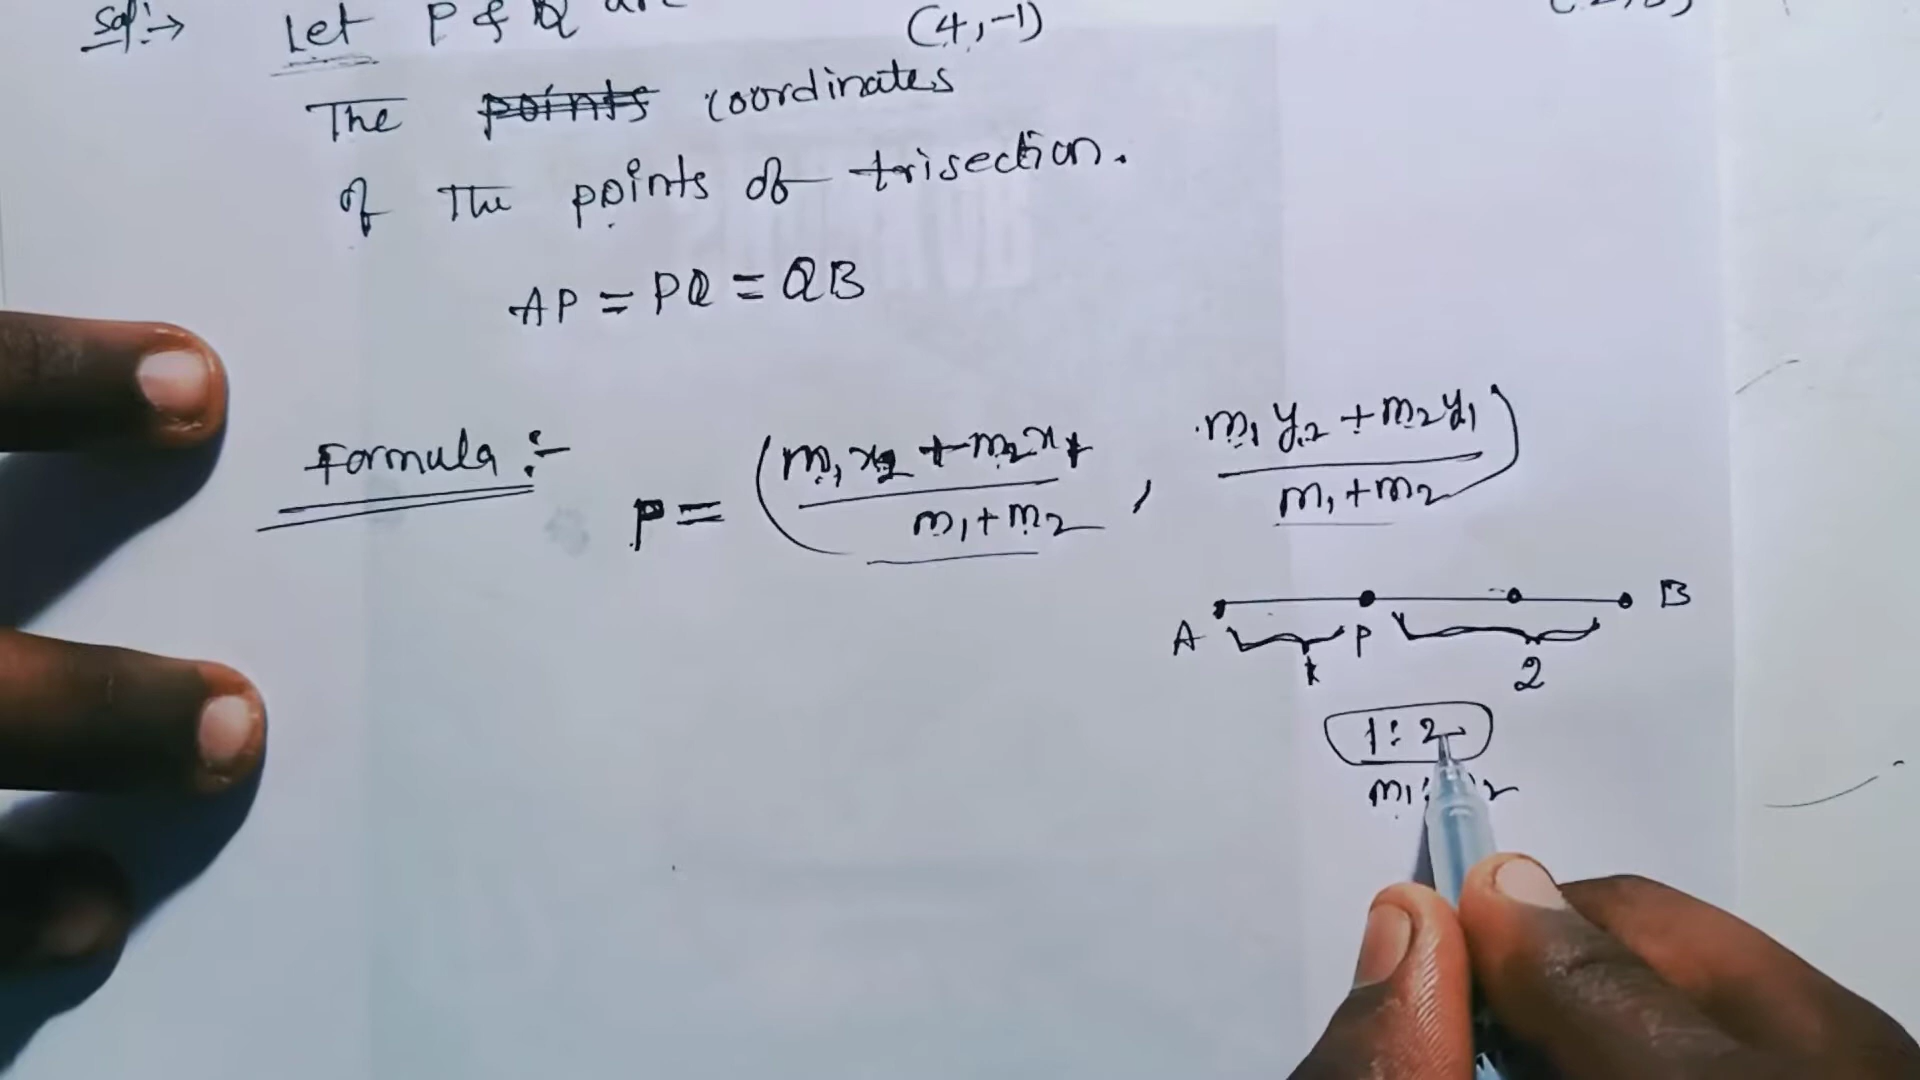 Sol:→ Let P & Q
(4,-1)
The points coordinates
of The points of trisection.
AP = PQ = QB
Formula :-
P = (m₁x₂ + m₂x₁ / m₁+m₂ , m₁y₂ + m₂y₁ / m₁+m₂)
A P B
1 2
1:2
m₁: